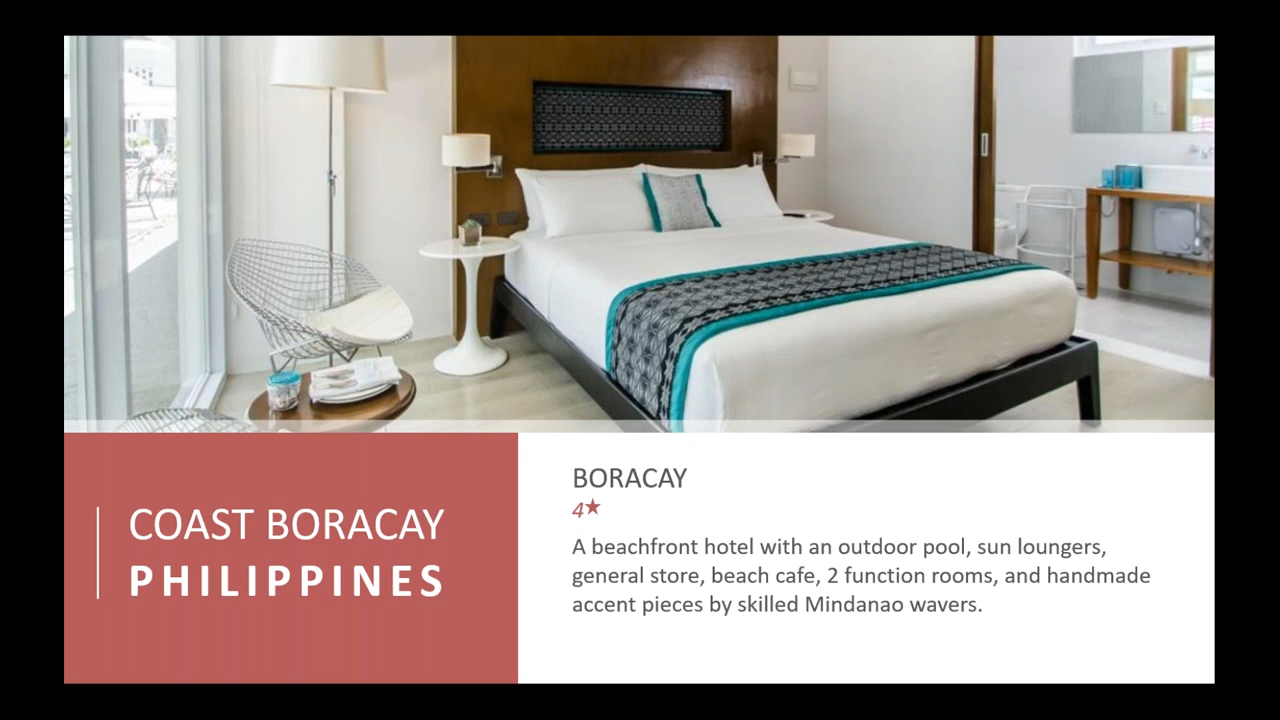 COAST BORACAY
PHILIPPINES
BORACAY
4★
A beachfront hotel with an outdoor pool, sun loungers,
general store, beach cafe, 2 function rooms, and handmade
accent pieces by skilled Mindanao wavers.